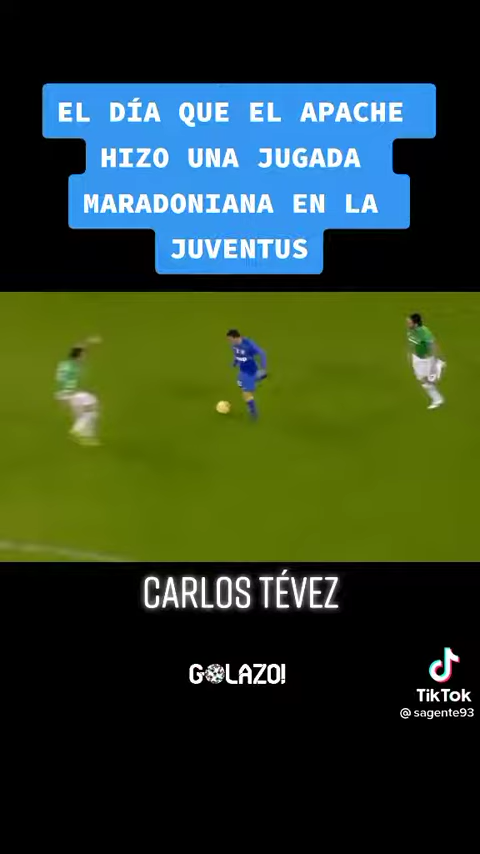 EL DÍA QUE EL APACHE
HIZO UNA JUGADA
MARADONIANA EN LA
JUVENTUS
CARLOS TÉVEZ
GOLAZO!
TikTok
@sagente93